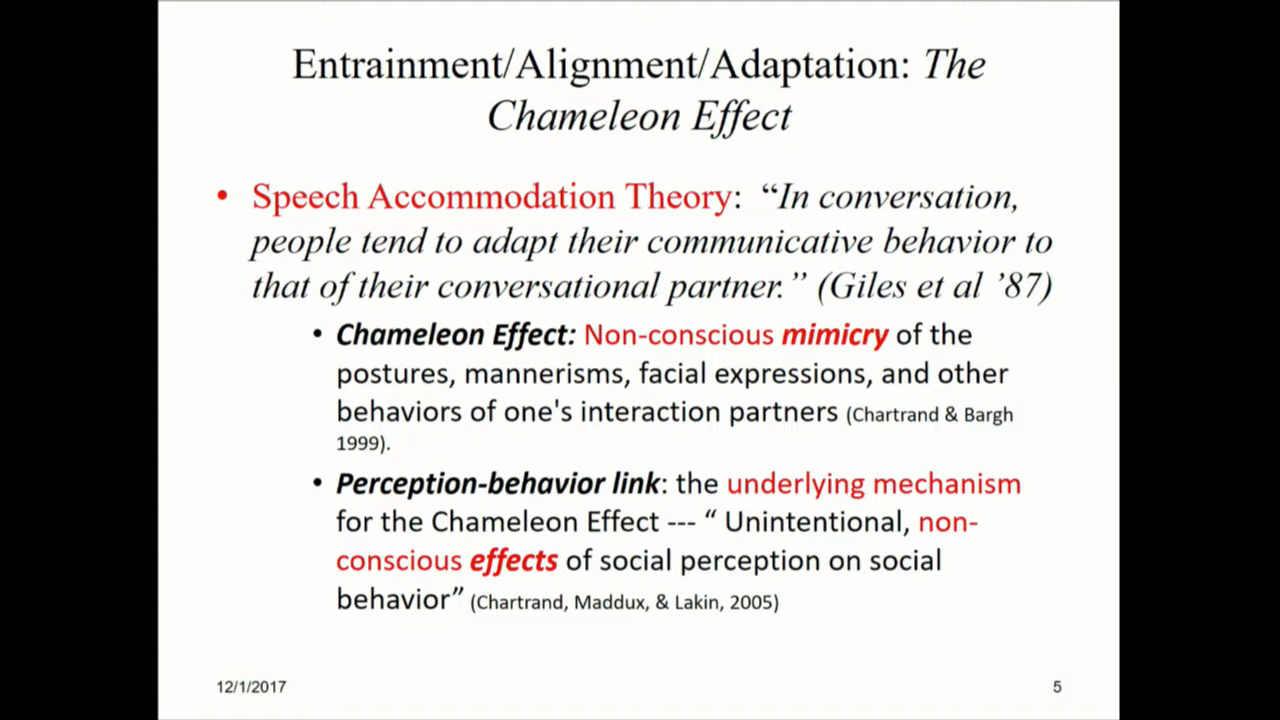 Entrainment/Alignment/Adaptation: The
Chameleon Effect
• Speech Accommodation Theory: “In conversation,
people tend to adapt their communicative behavior to
that of their conversational partner.” (Giles et al ’87)
• Chameleon Effect: Non-conscious mimicry of the
postures, mannerisms, facial expressions, and other
behaviors of one's interaction partners (Chartrand & Bargh
1999).
• Perception-behavior link: the underlying mechanism
for the Chameleon Effect --- “ Unintentional, non-
conscious effects of social perception on social
behavior” (Chartrand, Maddux, & Lakin, 2005)
12/1/2017 5